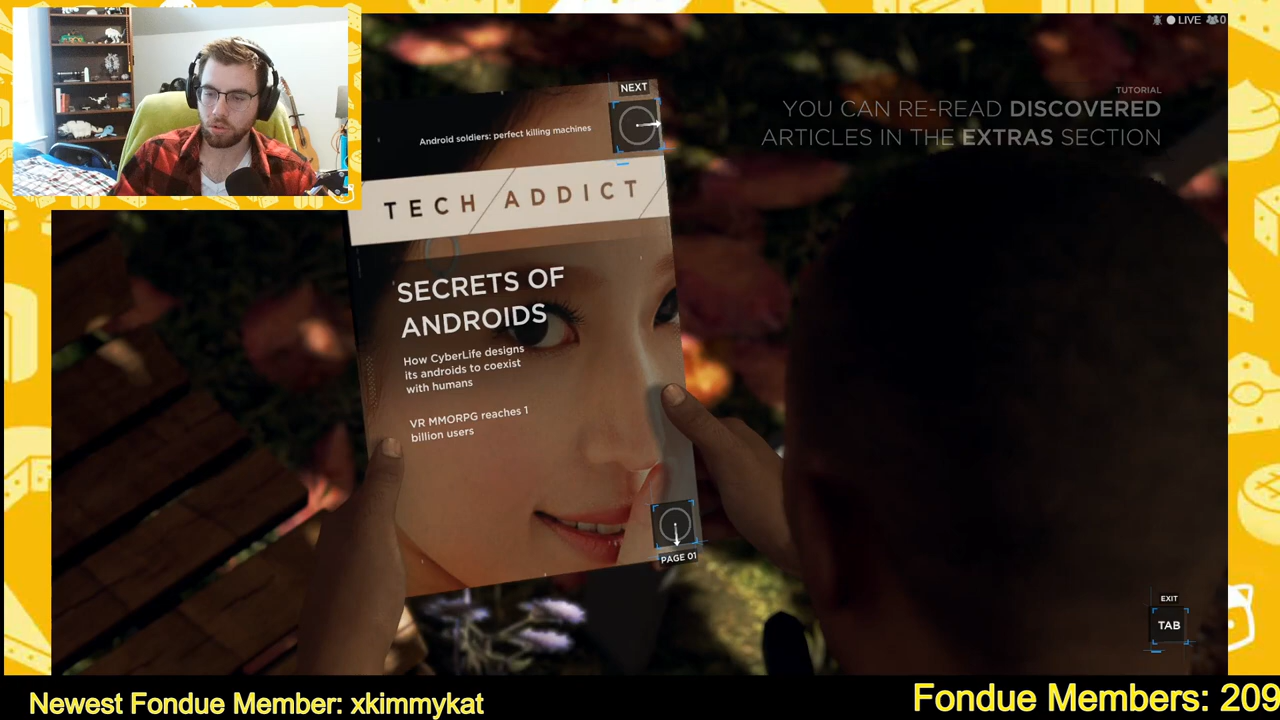 LIVE 0
TUTORIAL
YOU CAN RE-READ DISCOVERED
ARTICLES IN THE EXTRAS SECTION
NEXT
Android soldiers: perfect killing machines
TECH ADDICT
SECRETS OF
ANDROIDS
How CyberLife designs
its androids to coexist
with humans
VR MMORPG reaches 1
billion users
PAGE 01
EXIT
TAB
Newest Fondue Member: xkimmykat
Fondue Members: 209